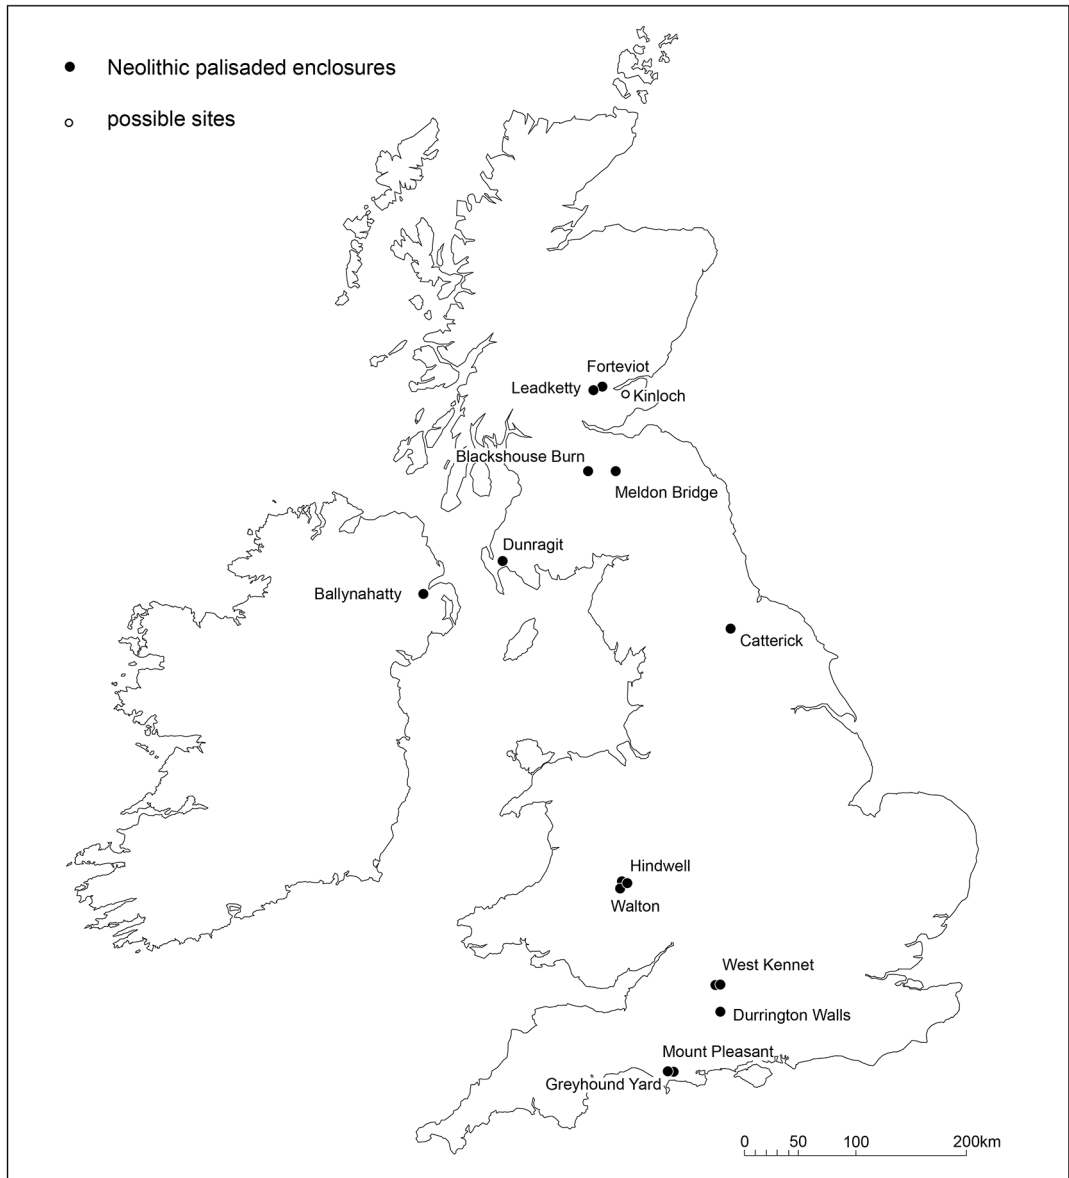 Neolithic palisaded enclosures
possible sites
Forteviot
Leadketty
Kinloch
Blackshouse Burn
Meldon Bridge
Dunragit
Ballynahatty
Catterick
Hindwell
Walton
West Kennet
Durrington Walls
Mount Pleasant
Greyhound Yard
0 50 100 200km